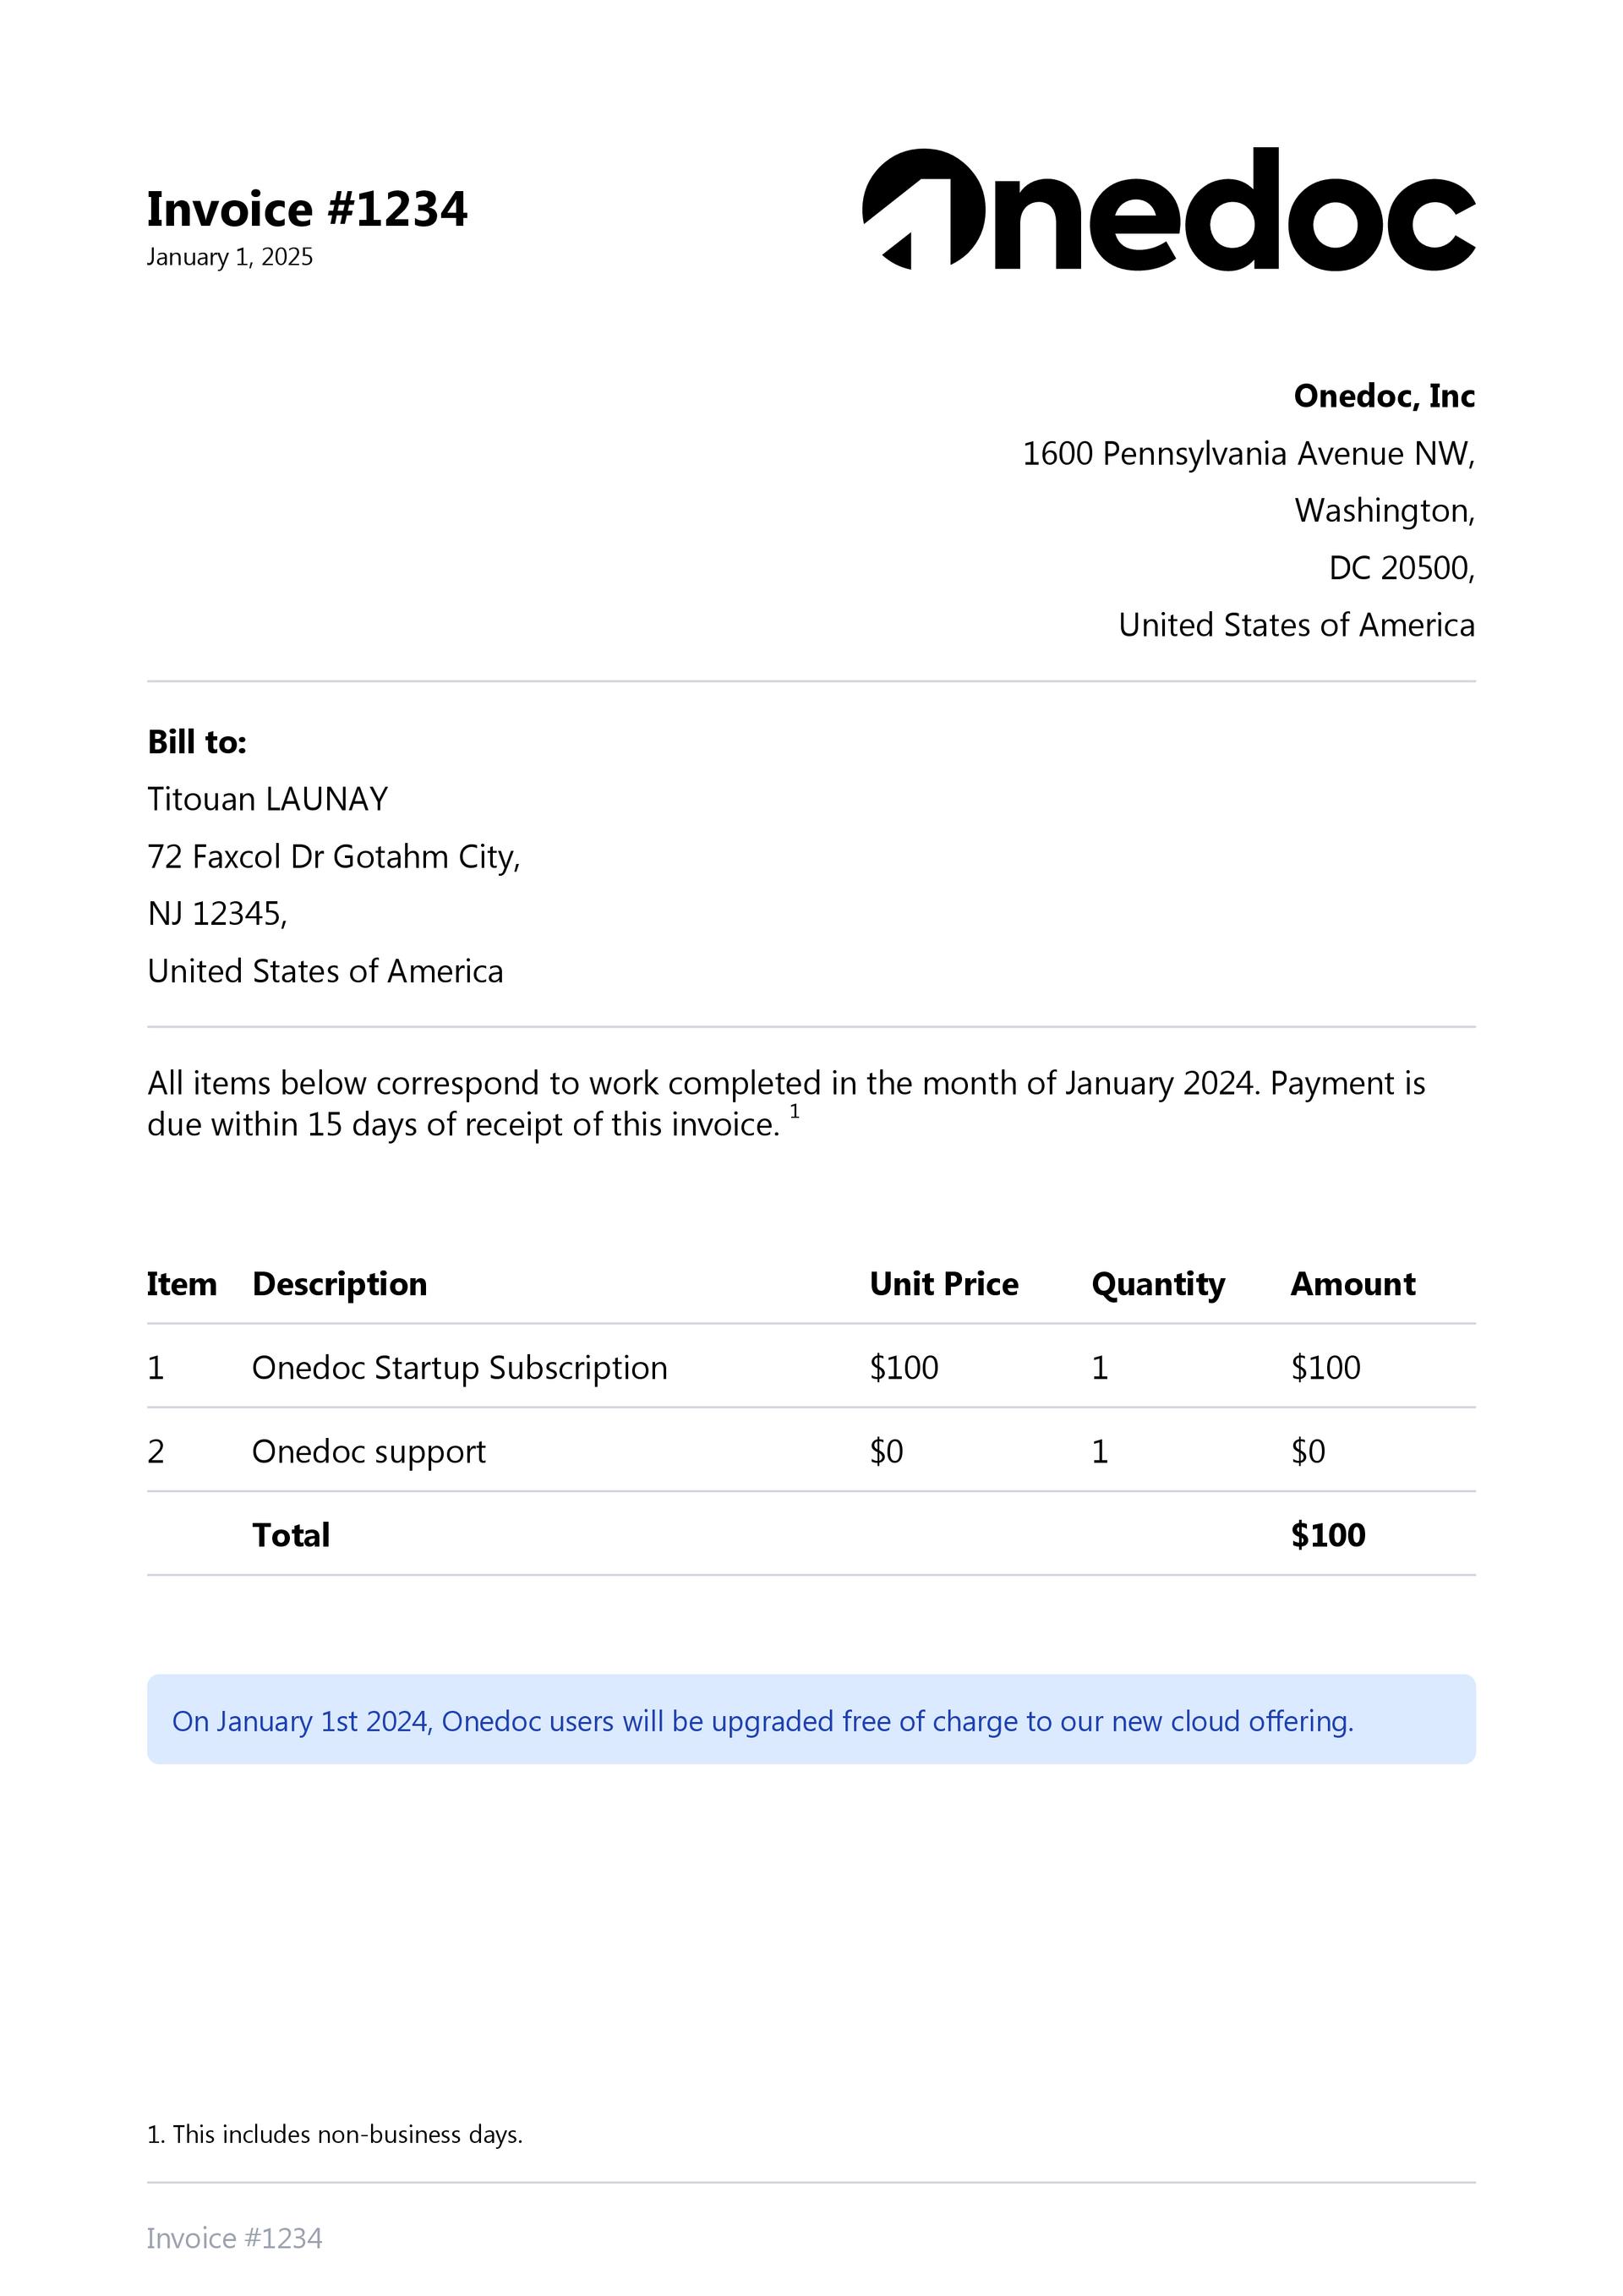 Invoice #1234
January 1, 2025
Onedoc
Onedoc, Inc
1600 Pennsylvania Avenue NW,
Washington,
DC 20500,
United States of America
Bill to:
Titouan LAUNAY
72 Faxcol Dr Gotahm City,
NJ 12345,
United States of America
All items below correspond to work completed in the month of January 2024. Payment is
due within 15 days of receipt of this invoice. 1
Item Description Unit Price Quantity Amount
1 Onedoc Startup Subscription $100 1 $100
2 Onedoc support $0 1 $0
Total $100
On January 1st 2024, Onedoc users will be upgraded free of charge to our new cloud offering.
1. This includes non-business days.
Invoice #1234